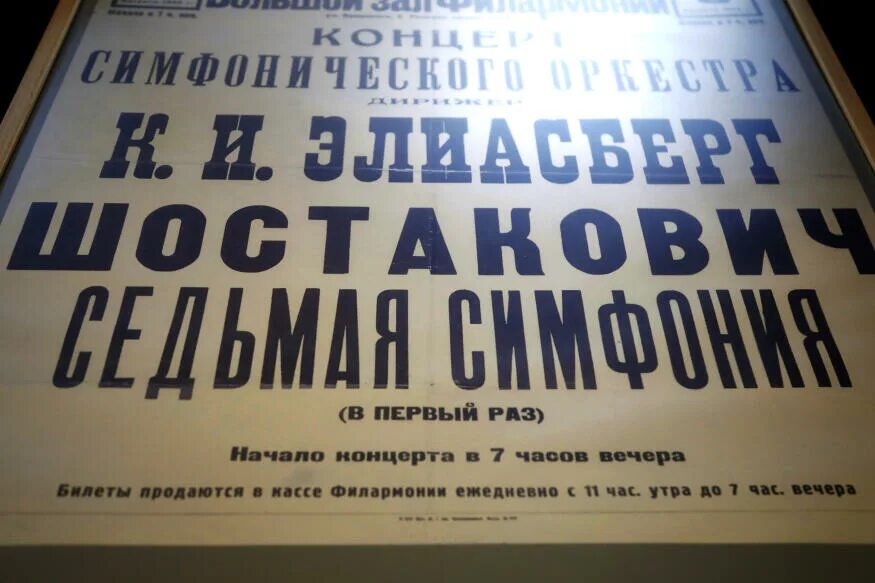 Большой зал Филармонии
КОНЦЕРТ
СИМФОНИЧЕСКОГО ОРКЕСТРА
ДИРИЖЕР
К. И. ЭЛИАСБЕРГ
ШОСТАКОВИЧ
СЕДЬМАЯ СИМФОНИЯ
(В ПЕРВЫЙ РАЗ)
Начало концерта в 7 часов вечера
Билеты продаются в кассе Филармонии ежедневно с 11 час. утра до 7 час. вечера